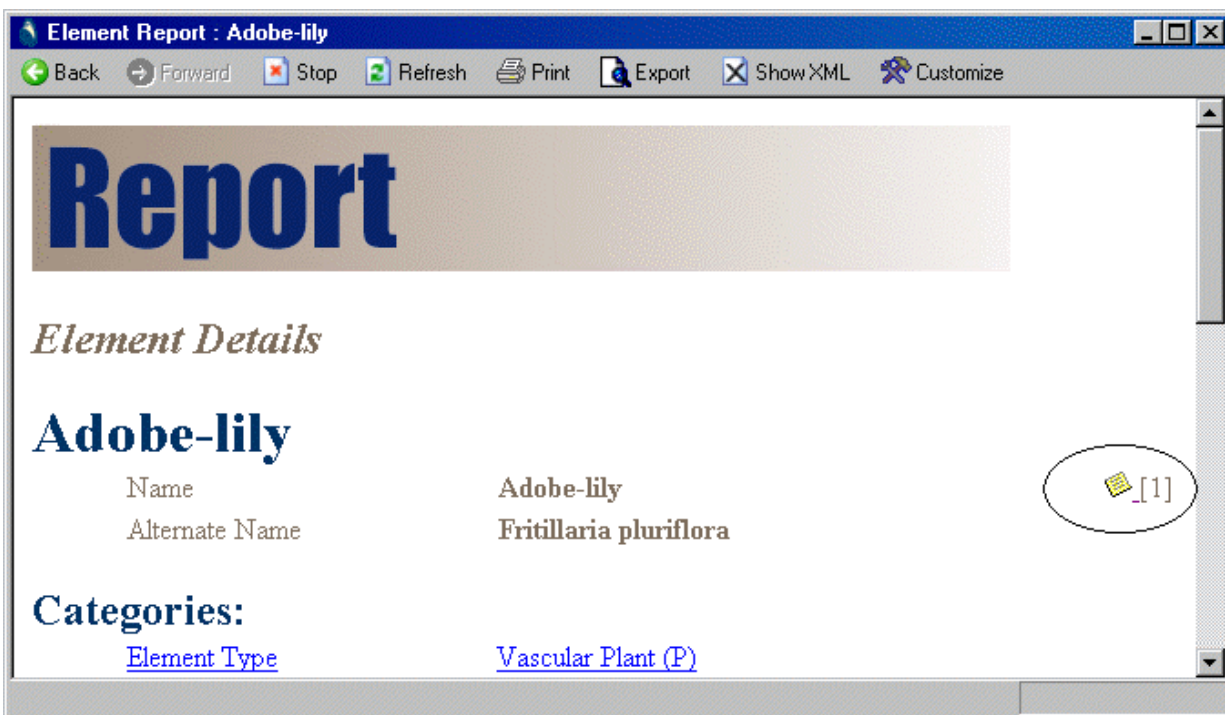 Element Report : Adobe-lily
Back Forward Stop Refresh Print Export Show XML Customize
Report
Element Details
Adobe-lily
Name Adobe-lily [1]
Alternate Name Fritillaria pluriflora
Categories:
Element Type Vascular Plant (P)